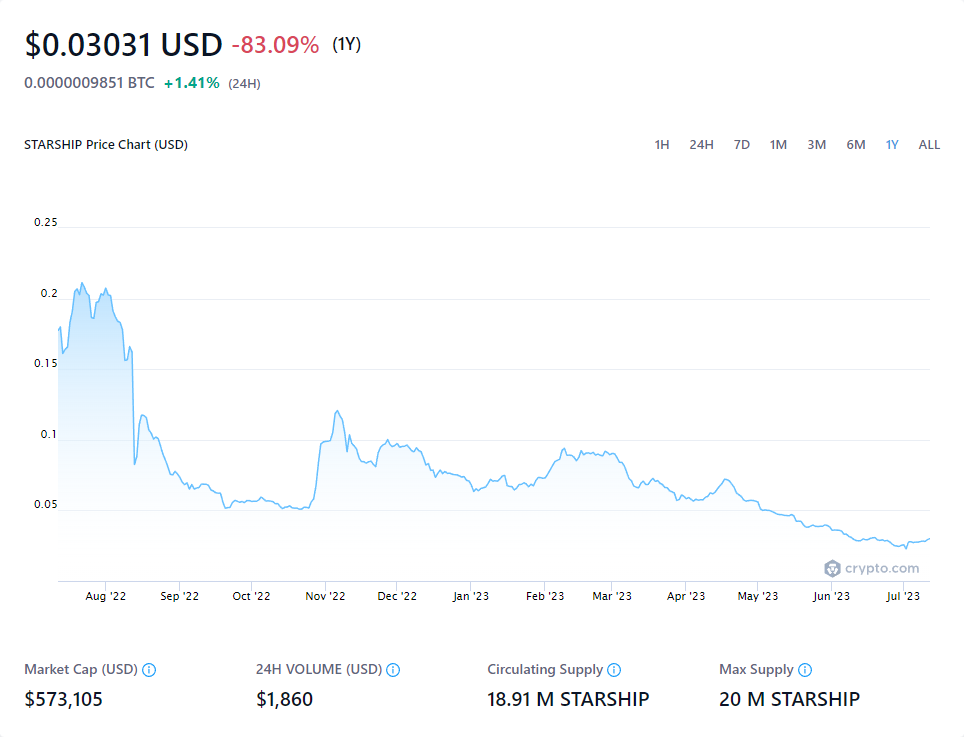 $0.03031 USD -83.09% (1Y)
0.0000009851 BTC +1.41% (24H)
STARSHIP Price Chart (USD) 1H 24H 7D 1M 3M 6M 1Y ALL
0.25
0.2
0.15
0.1
0.05
crypto.com
Aug '22 Sep '22 Oct '22 Nov '22 Dec '22 Jan '23 Feb '23 Mar '23 Apr '23 May '23 Jun '23 Jul '23
Market Cap (USD) 24H VOLUME (USD) Circulating Supply Max Supply
$573,105 $1,860 18.91 M STARSHIP 20 M STARSHIP